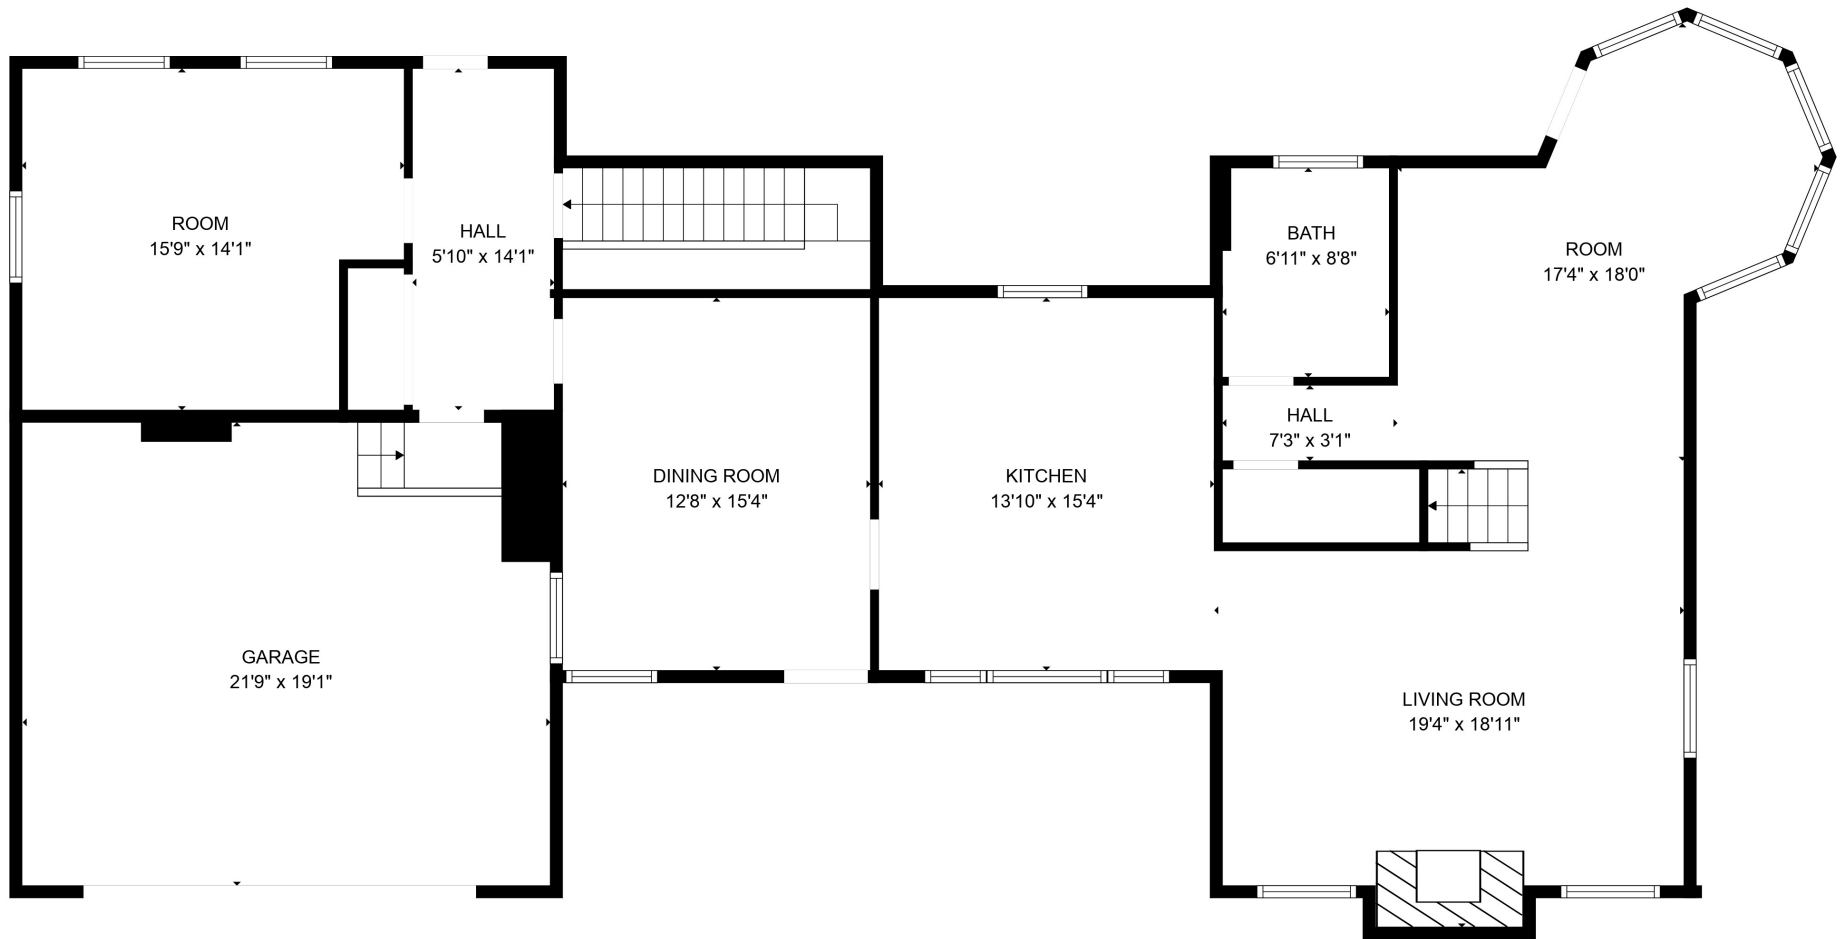 ROOM
15'9" x 14'1"
HALL
5'10" x 14'1"
BATH
6'11" x 8'8"
ROOM
17'4" x 18'0"
HALL
7'3" x 3'1"
DINING ROOM
12'8" x 15'4"
KITCHEN
13'10" x 15'4"
GARAGE
21'9" x 19'1"
LIVING ROOM
19'4" x 18'11"